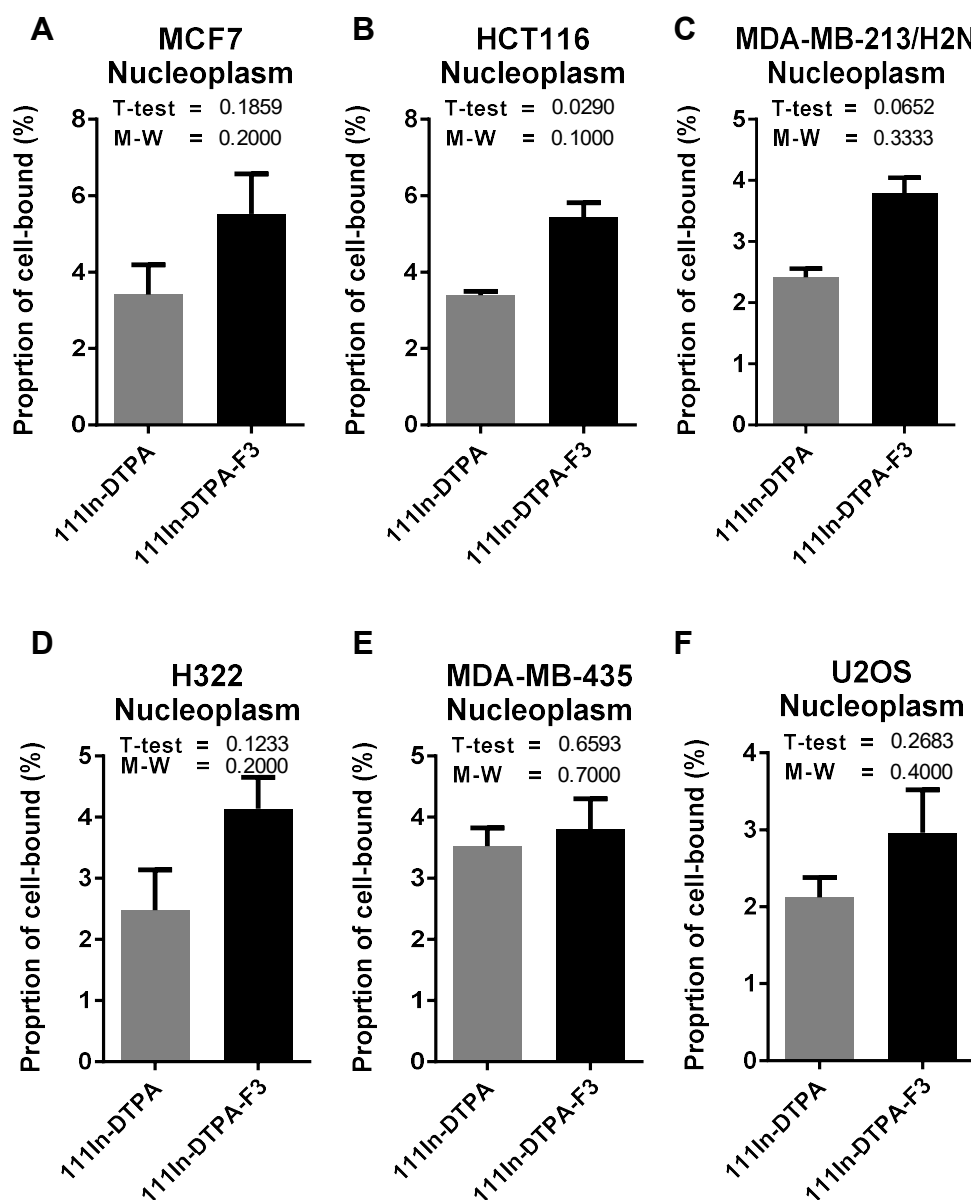 A
MCF7
Nucleoplasm
T-test = 0.1859
M-W = 0.2000
Proprtion of cell-bound (%)
8
6
4
2
0
111In-DTPA
111In-DTPA-F3
B
HCT116
Nucleoplasm
T-test = 0.0290
M-W = 0.1000
Proprtion of cell-bound (%)
8
6
4
2
0
111In-DTPA
111In-DTPA-F3
C
MDA-MB-213/H2N
Nucleoplasm
T-test = 0.0652
M-W = 0.3333
Proprtion of cell-bound (%)
5
4
3
2
1
0
111In-DTPA
111In-DTPA-F3
D
H322
Nucleoplasm
T-test = 0.1233
M-W = 0.2000
Proprtion of cell-bound (%)
5
4
3
2
1
0
111In-DTPA
111In-DTPA-F3
E
MDA-MB-435
Nucleoplasm
T-test = 0.6593
M-W = 0.7000
Proprtion of cell-bound (%)
5
4
3
2
1
0
111In-DTPA
111In-DTPA-F3
F
U2OS
Nucleoplasm
T-test = 0.2683
M-W = 0.4000
Proprtion of cell-bound (%)
4
3
2
1
0
111In-DTPA
111In-DTPA-F3